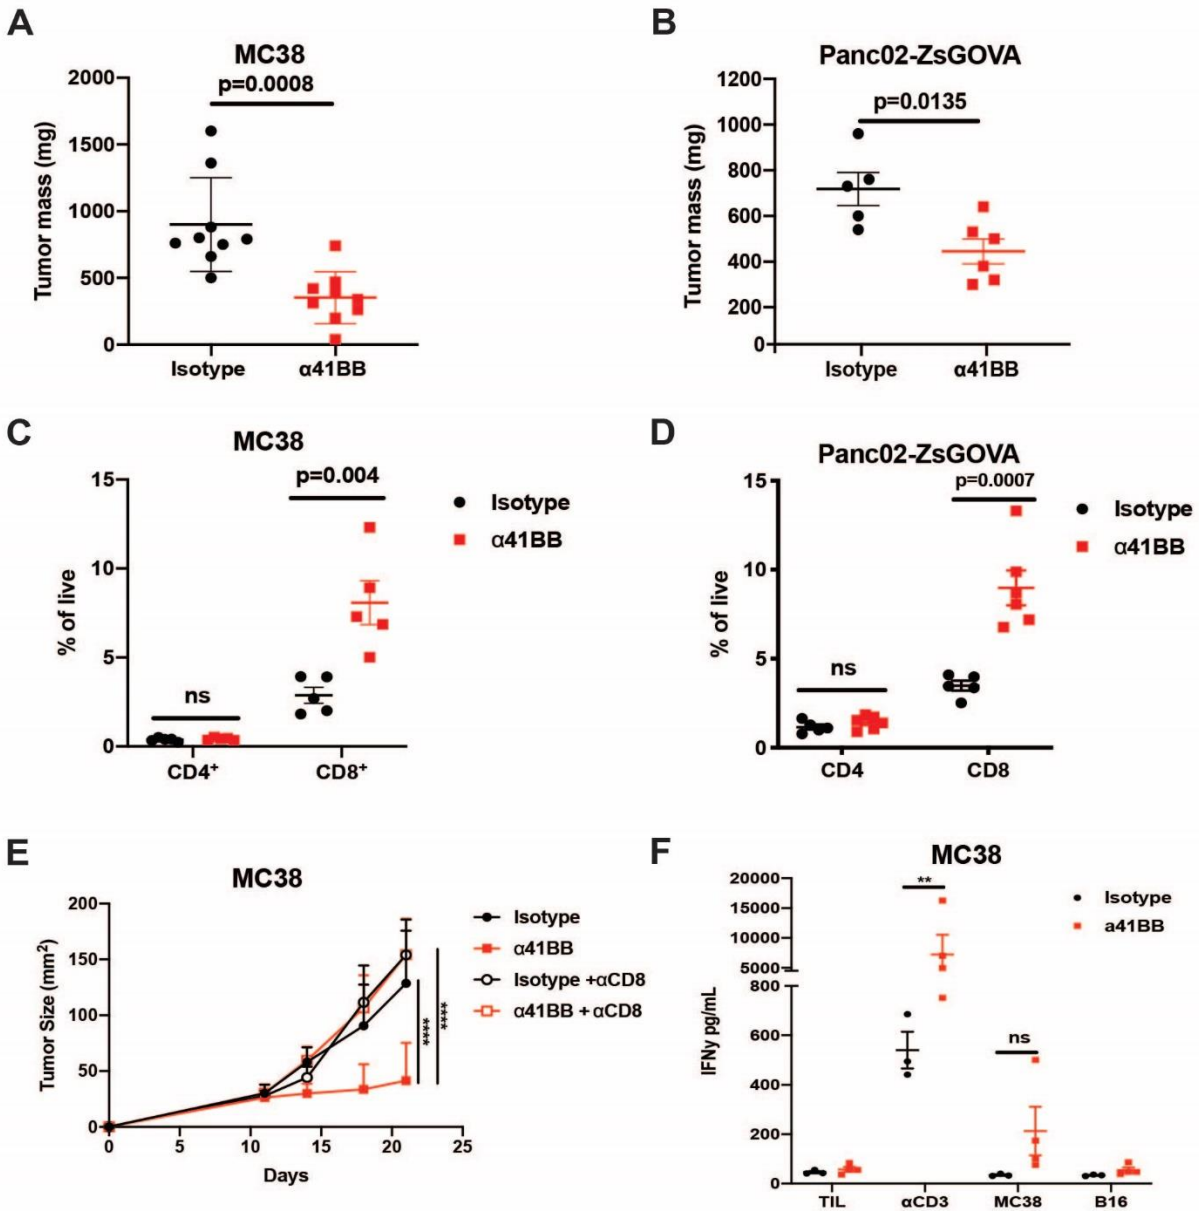 A
MC38
p=0.0008
2000
1500
1000
500
0
Tumor mass (mg)
Isotype
α41BB
B
Panc02-ZsGOVA
p=0.0135
1200
1000
800
600
400
200
0
Tumor mass (mg)
Isotype
α41BB
C
MC38
p=0.004
15
10
5
0
% of live
ns
CD4⁺
CD8⁺
Isotype
α41BB
D
Panc02-ZsGOVA
p=0.0007
15
10
5
0
% of live
ns
CD4
CD8
Isotype
α41BB
E
MC38
200
150
100
50
0
Tumor Size (mm²)
0 5 10 15 20 25
Days
Isotype
α41BB
Isotype +αCD8
α41BB + αCD8
****
****
F
MC38
20000
15000
10000
5000
800
600
400
200
0
IFNy pg/mL
**
ns
TIL
αCD3
MC38
B16
Isotype
a41BB